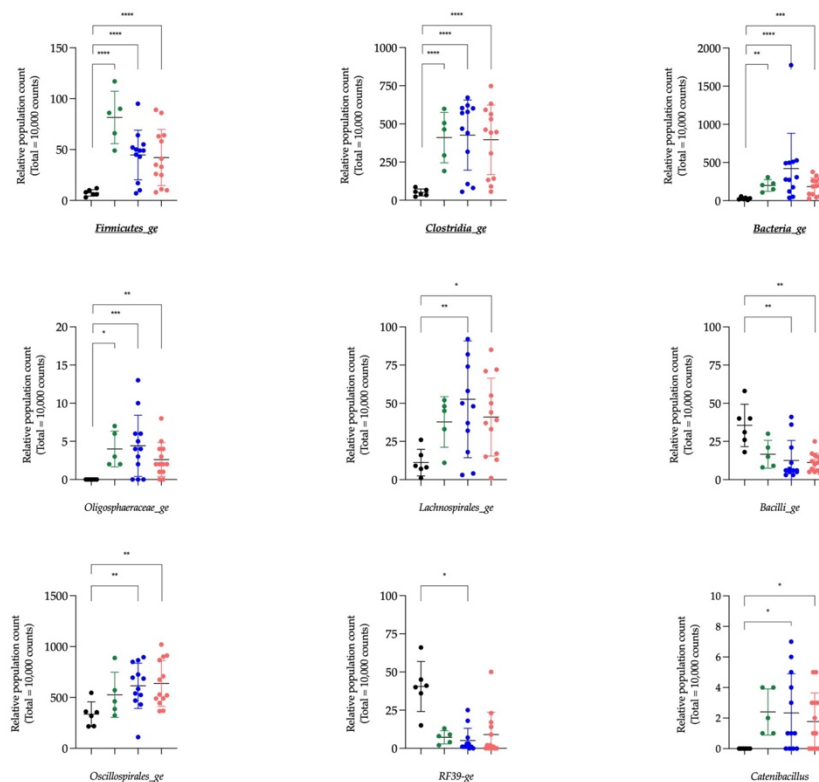 ****
****
****
Relative population count
(Total = 10,000 counts)
150
100
50
0
Firmicutes_ge
****
****
****
Relative population count
(Total = 10,000 counts)
1000
750
500
250
0
Clostridia_ge
***
****
**
Relative population count
(Total = 10,000 counts)
2000
1500
1000
500
0
Bacteria_ge
**
***
*
Relative population count
(Total = 10,000 counts)
20
15
10
5
0
Oligosphaeraceae_ge
*
**
Relative population count
(Total = 10,000 counts)
100
75
50
25
0
Lachnospirales_ge
**
**
Relative population count
(Total = 10,000 counts)
100
75
50
25
0
Bacilli_ge
**
**
Relative population count
(Total = 10,000 counts)
1500
1000
500
0
Oscillospirales_ge
*
Relative population count
(Total = 10,000 counts)
100
75
50
25
0
RF39-ge
*
*
Relative population count
(Total = 10,000 counts)
10
8
6
4
2
0
Catenibacillus